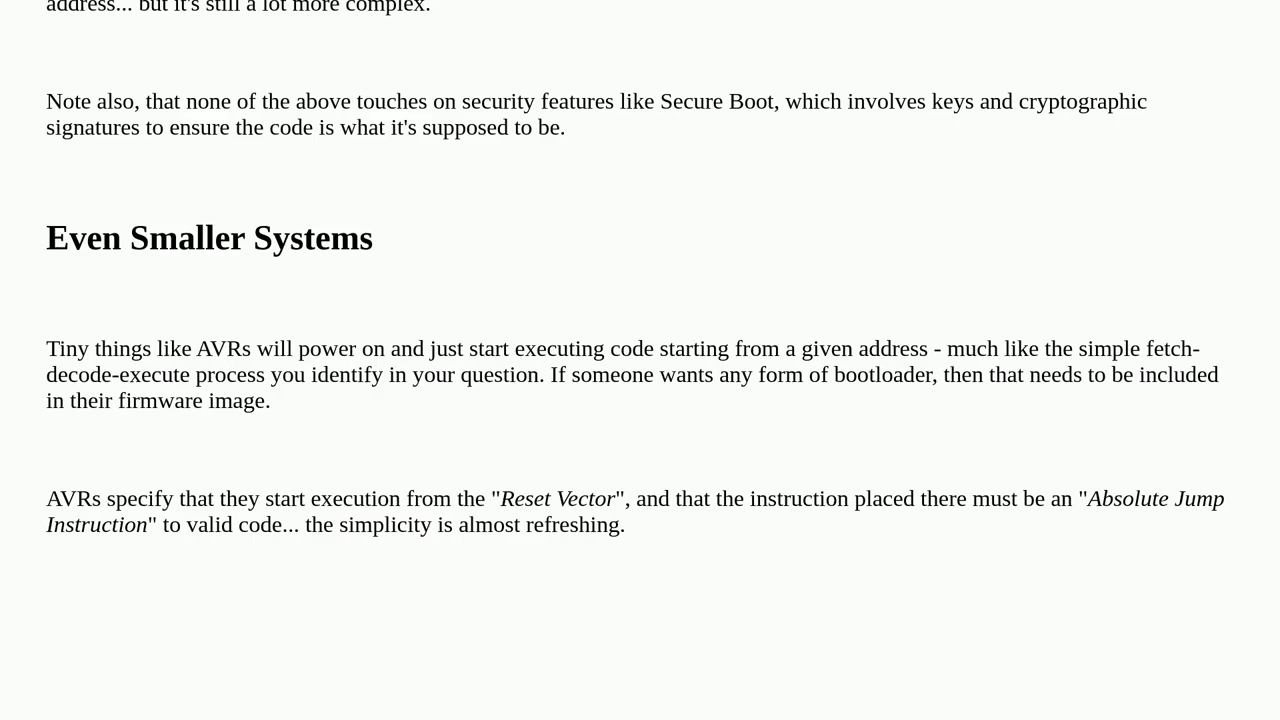 address... but it's still a lot more complex.
Note also, that none of the above touches on security features like Secure Boot, which involves keys and cryptographic
signatures to ensure the code is what it's supposed to be.
Even Smaller Systems
Tiny things like AVRs will power on and just start executing code starting from a given address - much like the simple fetch-
decode-execute process you identify in your question. If someone wants any form of bootloader, then that needs to be included
in their firmware image.
AVRs specify that they start execution from the "Reset Vector", and that the instruction placed there must be an "Absolute Jump
Instruction" to valid code... the simplicity is almost refreshing.